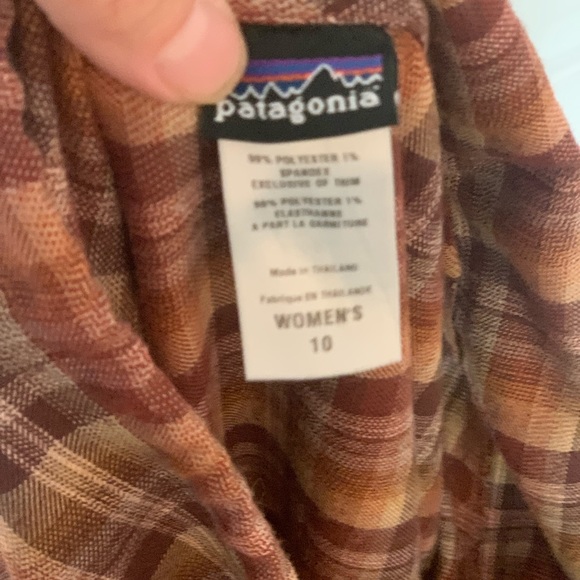 patagonia
99% POLYESTER 1%
SPANDEX
EXCLUSIVE OF TRIM
99% POLYESTER 1%
ELASTHANNE
A PART LA GARNITURE
Made in THAILAND
Fabriqué EN THAILANDE
WOMEN'S
10